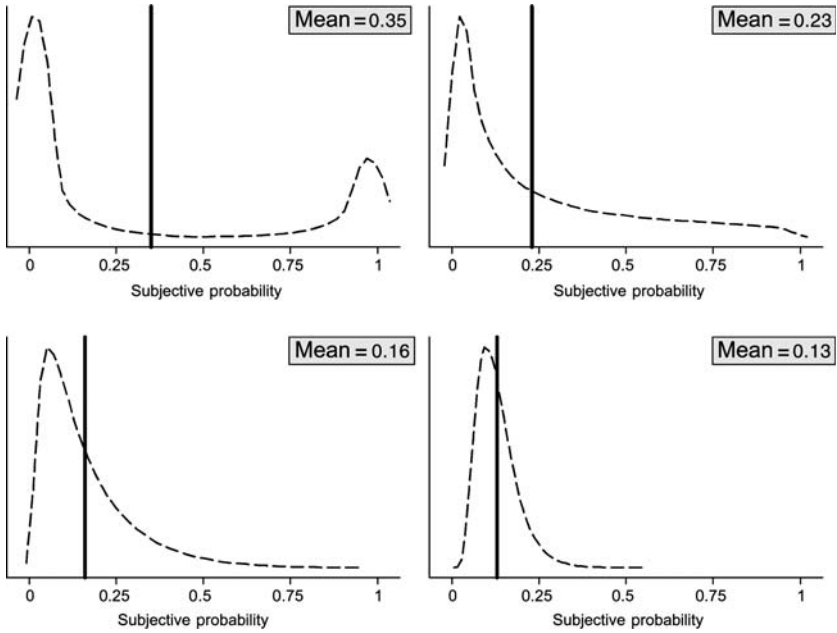 Mean = 0.35
0 0.25 0.5 0.75 1
Subjective probability
Mean = 0.23
0 0.25 0.5 0.75 1
Subjective probability
Mean = 0.16
0 0.25 0.5 0.75 1
Subjective probability
Mean = 0.13
0 0.25 0.5 0.75 1
Subjective probability